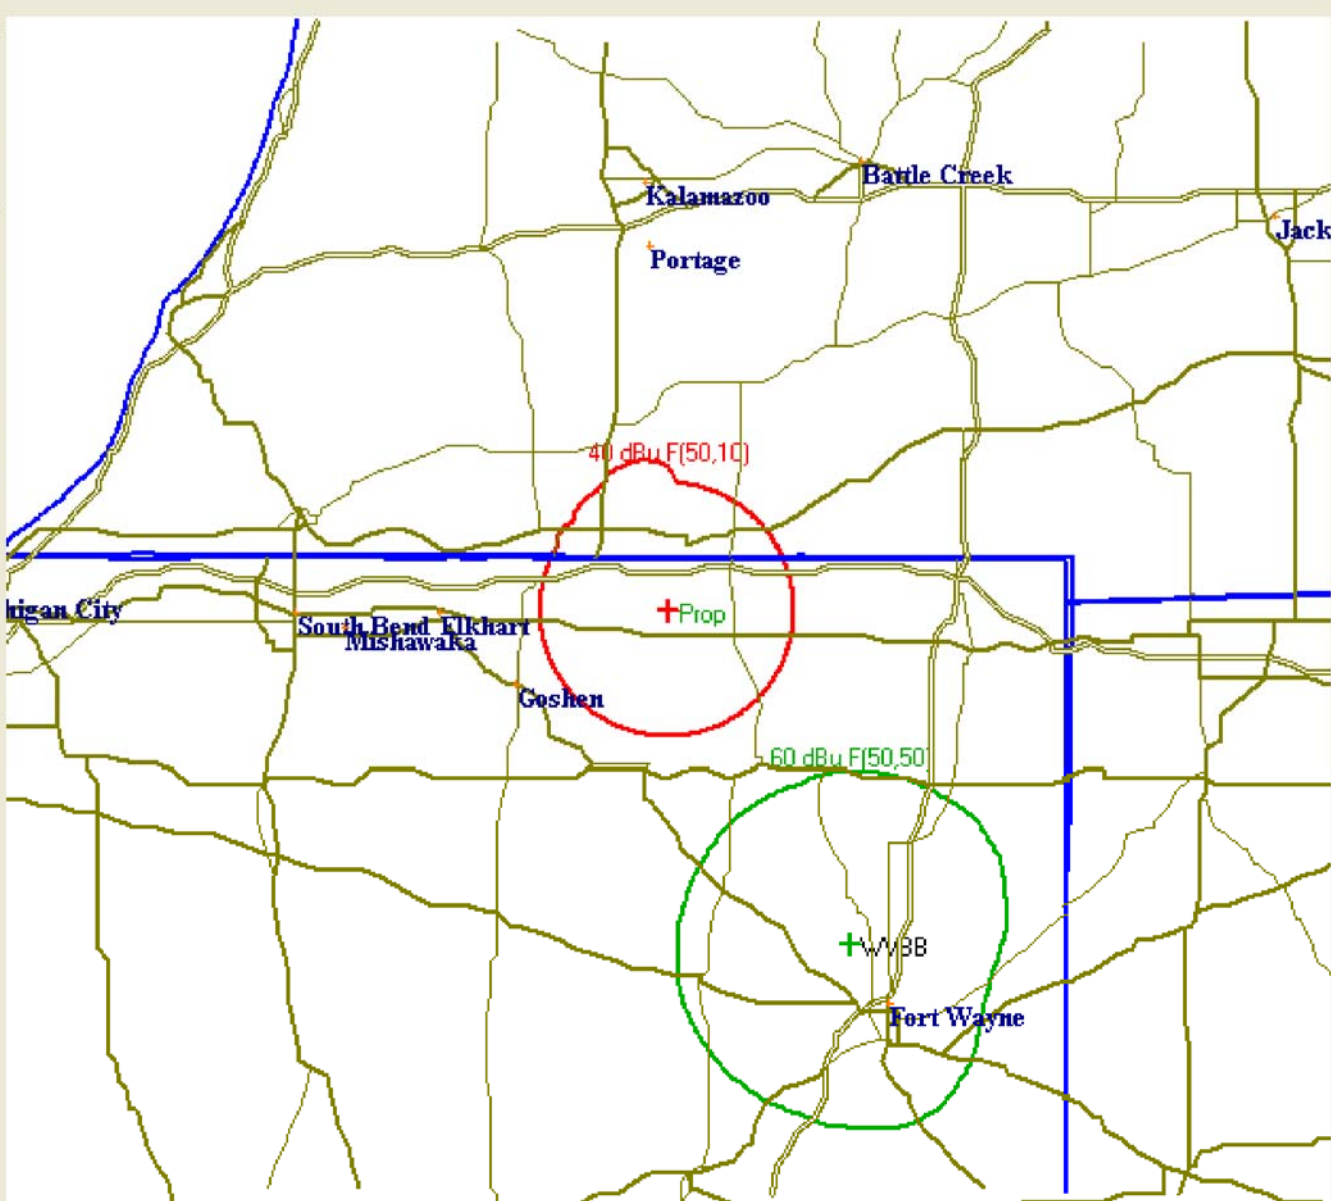 Battle Creek
Kalamazoo
Jack
Portage
40 dBu F(50,10)
Prop
higan City
South Bend Elkhart
Mishawaka
Goshen
60 dBu F(50,50)
WVBB
Fort Wayne